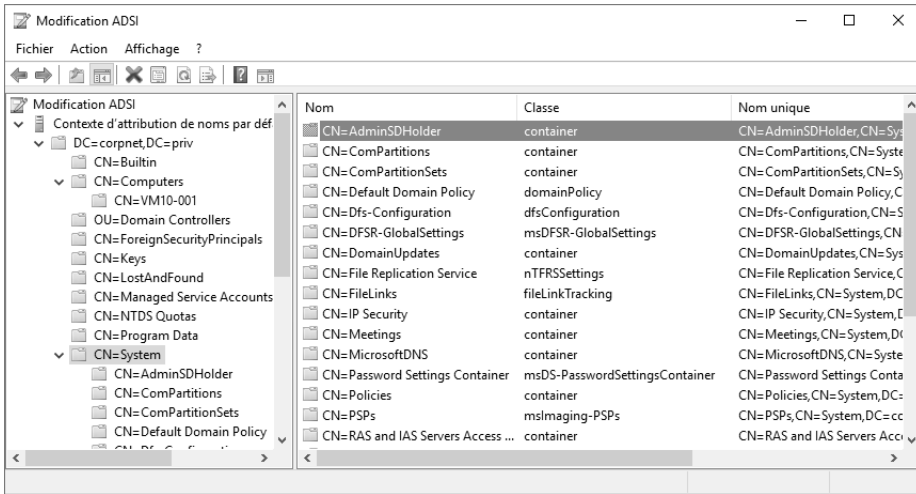 Modification ADSI
Fichier Action Affichage ?
Modification ADSI
Contexte d'attribution de noms par déf
DC=corpnet,DC=priv
CN=Builtin
CN=Computers
CN=VM10-001
OU=Domain Controllers
CN=ForeignSecurityPrincipals
CN=Keys
CN=LostAndFound
CN=Managed Service Accounts
CN=NTDS Quotas
CN=Program Data
CN=System
CN=AdminSDHolder
CN=ComPartitions
CN=ComPartitionSets
CN=Default Domain Policy
Nom Classe Nom unique
CN=AdminSDHolder container CN=AdminSDHolder,CN=Sys
CN=ComPartitions container CN=ComPartitions,CN=Syste
CN=ComPartitionSets container CN=ComPartitionSets,CN=Sy
CN=Default Domain Policy domainPolicy CN=Default Domain Policy,C
CN=Dfs-Configuration dfsConfiguration CN=Dfs-Configuration,CN=S
CN=DFSR-GlobalSettings msDFSR-GlobalSettings CN=DFSR-GlobalSettings,CN
CN=DomainUpdates container CN=DomainUpdates,CN=Sys
CN=File Replication Service nTFRSSettings CN=File Replication Service,C
CN=FileLinks fileLinkTracking CN=FileLinks,CN=System,DC
CN=IP Security container CN=IP Security,CN=System,D
CN=Meetings container CN=Meetings,CN=System,D
CN=MicrosoftDNS container CN=MicrosoftDNS,CN=Syste
CN=Password Settings Container msDS-PasswordSettingsContainer CN=Password Settings Conta
CN=Policies container CN=Policies,CN=System,DC=
CN=PSPs msImaging-PSPs CN=PSPs,CN=System,DC=cc
CN=RAS and IAS Servers Access ... container CN=RAS and IAS Servers Acce